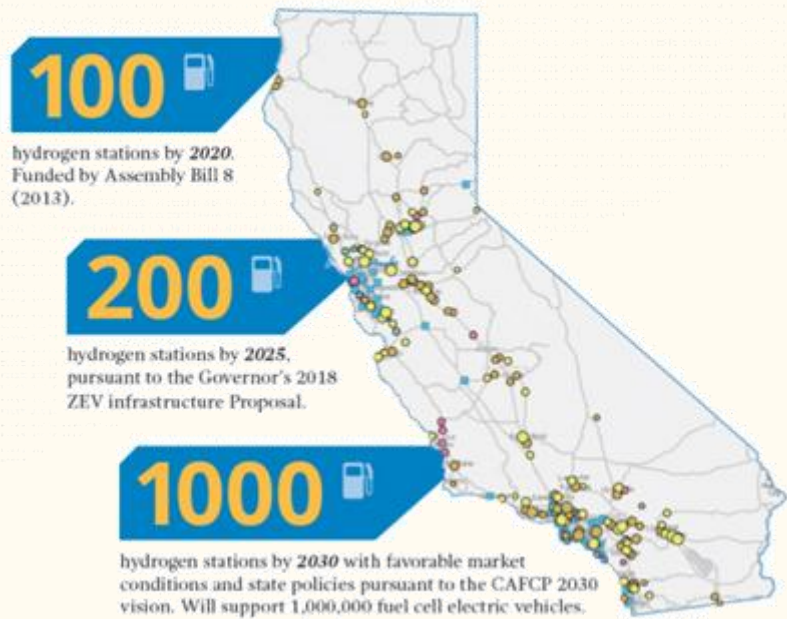 100
hydrogen stations by 2020.
Funded by Assembly Bill 8
(2013).
200
hydrogen stations by 2025,
pursuant to the Governor's 2018
ZEV infrastructure Proposal.
1000
hydrogen stations by 2030 with favorable market
conditions and state policies pursuant to the CAFCP 2030
vision. Will support 1,000,000 fuel cell electric vehicles.